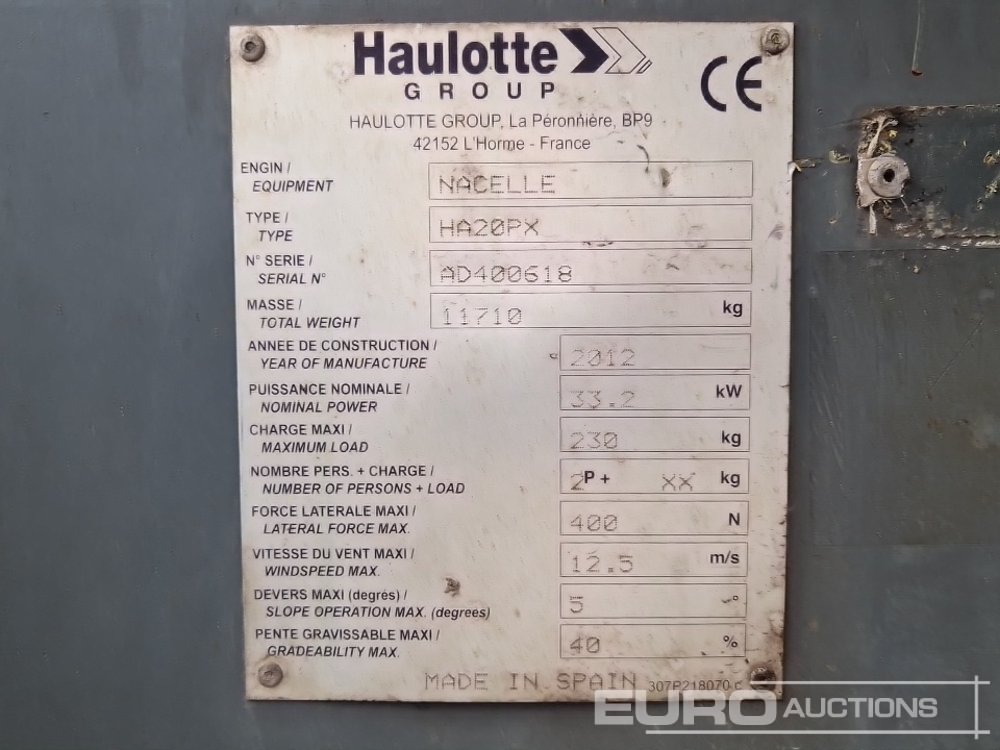 Haulotte
GROUP
CE
HAULOTTE GROUP, La Péronnière, BP9
42152 L'Horme - France
ENGIN /
EQUIPMENT
NACELLE
TYPE /
TYPE
HA20PX
N° SERIE /
SERIAL N°
AD400618
MASSE /
TOTAL WEIGHT
11710 kg
ANNEE DE CONSTRUCTION /
YEAR OF MANUFACTURE
2012
PUISSANCE NOMINALE /
NOMINAL POWER
33.2 kW
CHARGE MAXI /
MAXIMUM LOAD
230 kg
NOMBRE PERS. + CHARGE /
NUMBER OF PERSONS + LOAD
2P + XX kg
FORCE LATERALE MAXI /
LATERAL FORCE MAX.
400 N
VITESSE DU VENT MAXI /
WINDSPEED MAX.
12.5 m/s
DEVERS MAXI (degrés) /
SLOPE OPERATION MAX. (degrees)
5 °
PENTE GRAVISSABLE MAXI /
GRADEABILITY MAX.
40 %
MADE IN SPAIN 307P218070 c
EURO AUCTIONS